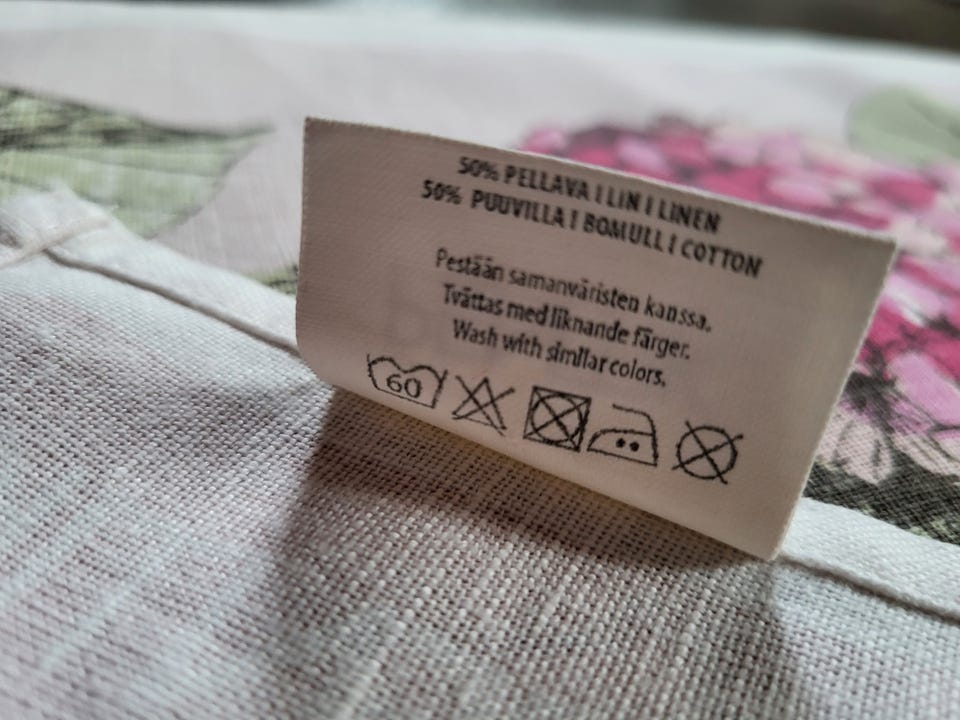 50% PELLAVA I LIN I LINEN
50% PUUVILLA I BOMULL I COTTON
Pestään samanväristen kanssa.
Tvättas med liknande färger.
Wash with similar colors.
60